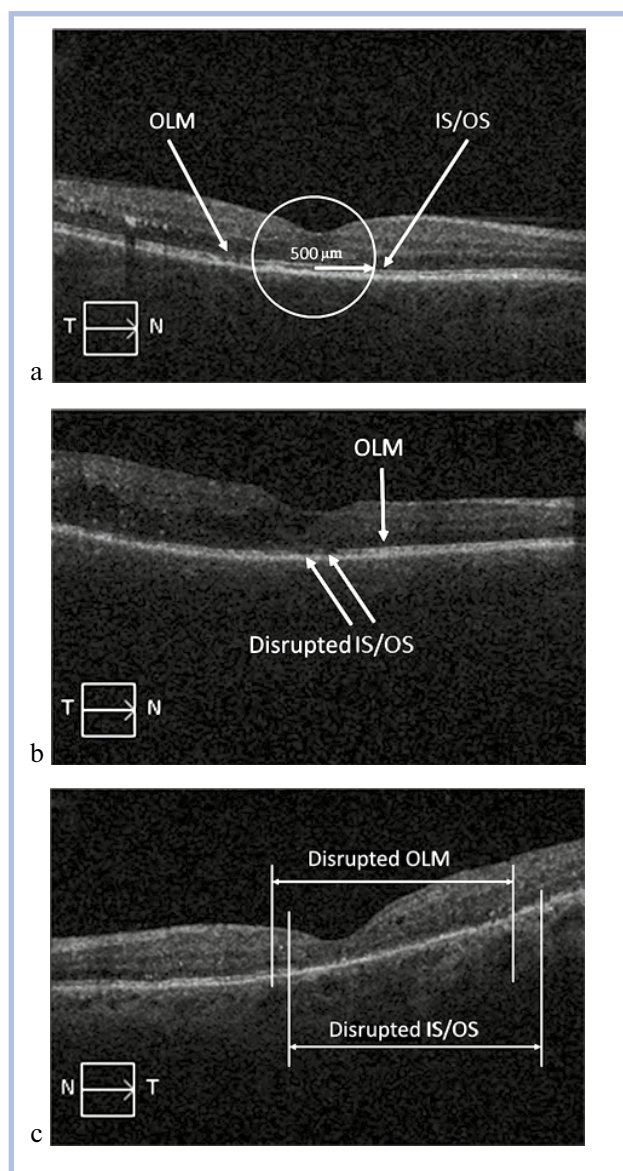 OLM IS/OS
500 µm
T N
a
OLM
Disrupted IS/OS
T N
b
Disrupted OLM
Disrupted IS/OS
N T
c